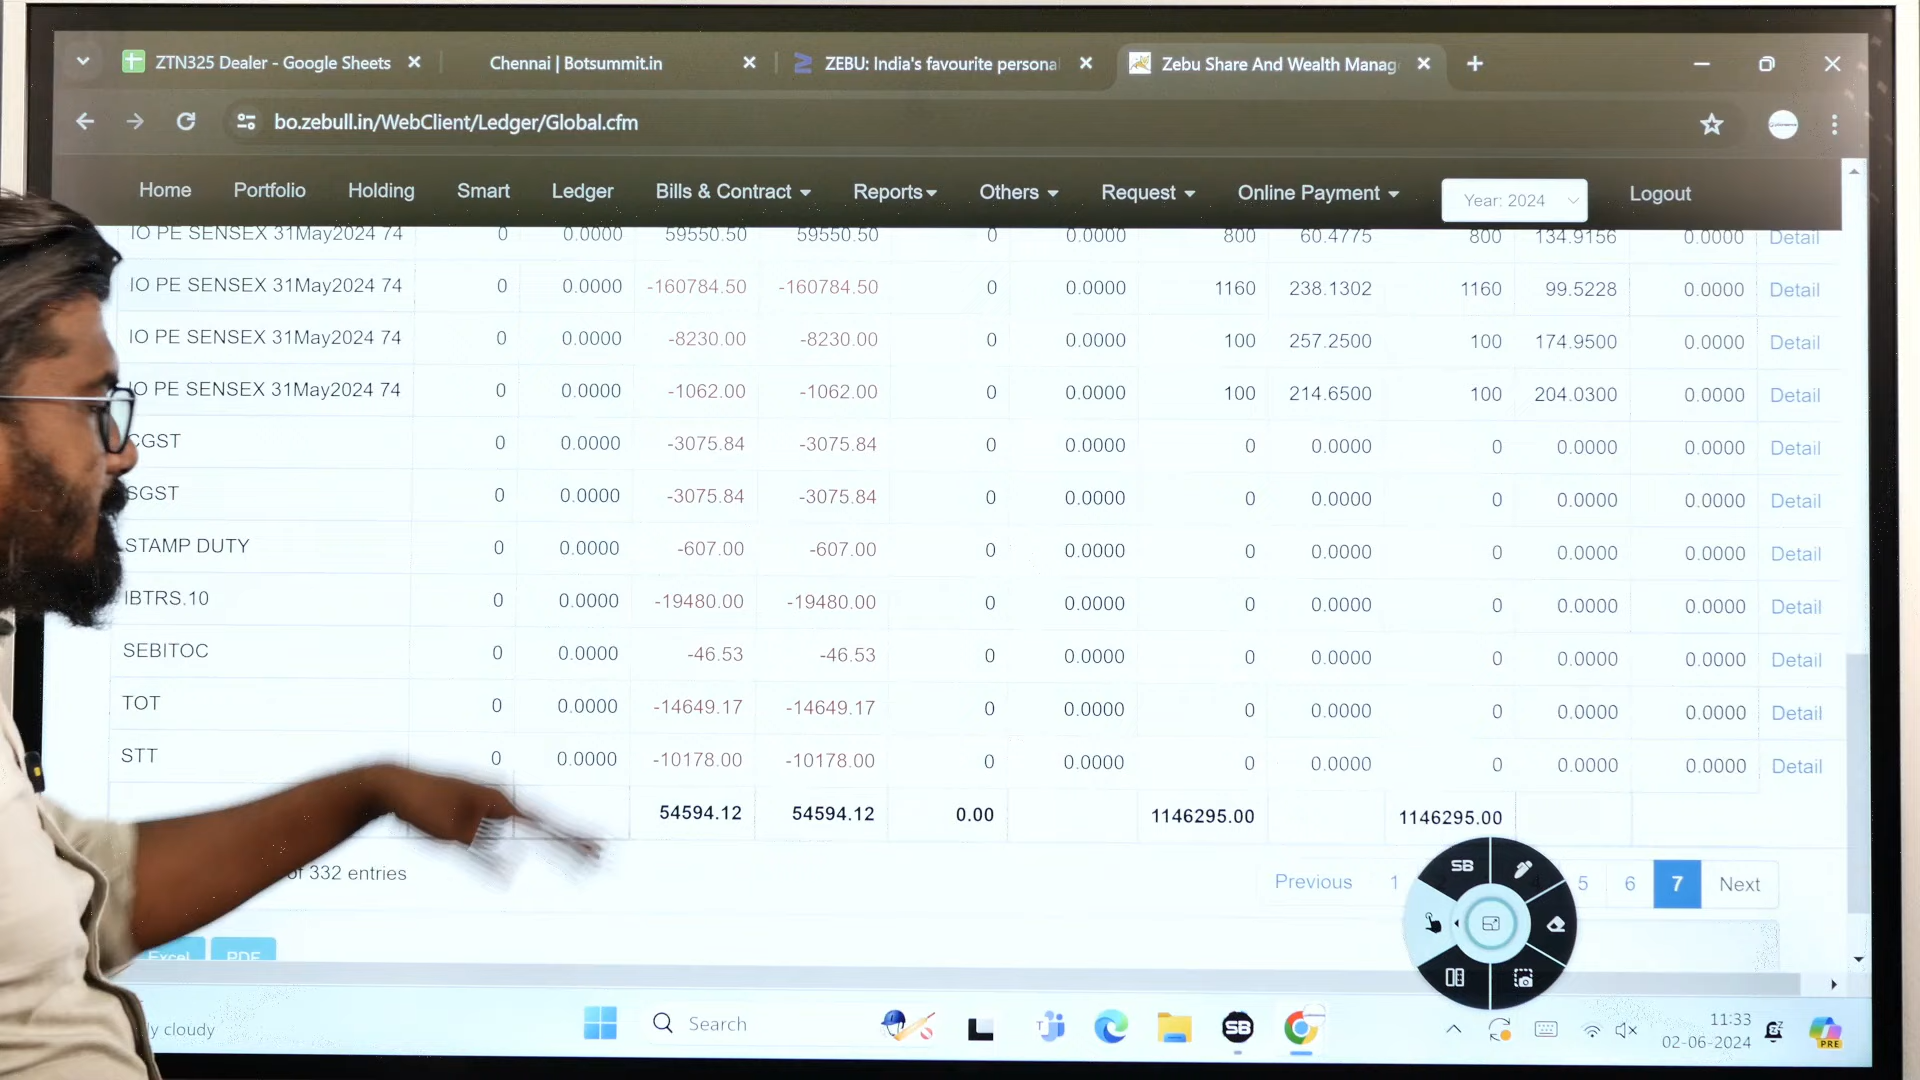 ZTN325 Dealer - Google Sheets
Chennai | Botsummit.in
ZEBU: India's favourite persona
Zebu Share And Wealth Manag
bo.zebull.in/WebClient/Ledger/Global.cfm
Home Portfolio Holding Smart Ledger Bills & Contract Reports Others Request Online Payment Year: 2024 Logout
IO PE SENSEX 31May2024 74 0 0.0000 59550.50 59550.50 0 0.0000 800 60.4775 800 134.9156 0.0000 Detail
IO PE SENSEX 31May2024 74 0 0.0000 -160784.50 -160784.50 0 0.0000 1160 238.1302 1160 99.5228 0.0000 Detail
IO PE SENSEX 31May2024 74 0 0.0000 -8230.00 -8230.00 0 0.0000 100 257.2500 100 174.9500 0.0000 Detail
IO PE SENSEX 31May2024 74 0 0.0000 -1062.00 -1062.00 0 0.0000 100 214.6500 100 204.0300 0.0000 Detail
CGST 0 0.0000 -3075.84 -3075.84 0 0.0000 0 0.0000 0 0.0000 0.0000 Detail
SGST 0 0.0000 -3075.84 -3075.84 0 0.0000 0 0.0000 0 0.0000 0.0000 Detail
STAMP DUTY 0 0.0000 -607.00 -607.00 0 0.0000 0 0.0000 0 0.0000 0.0000 Detail
IBTRS.10 0 0.0000 -19480.00 -19480.00 0 0.0000 0 0.0000 0 0.0000 0.0000 Detail
SEBITOC 0 0.0000 -46.53 -46.53 0 0.0000 0 0.0000 0 0.0000 0.0000 Detail
TOT 0 0.0000 -14649.17 -14649.17 0 0.0000 0 0.0000 0 0.0000 0.0000 Detail
STT 0 0.0000 -10178.00 -10178.00 0 0.0000 0 0.0000 0 0.0000 0.0000 Detail
54594.12 54594.12 0.00 1146295.00 1146295.00
of 332 entries
Previous 1 4 5 6 7 Next
SB
Excel PDF
ly cloudy
Search
SB
11:33
02-06-2024
PRE